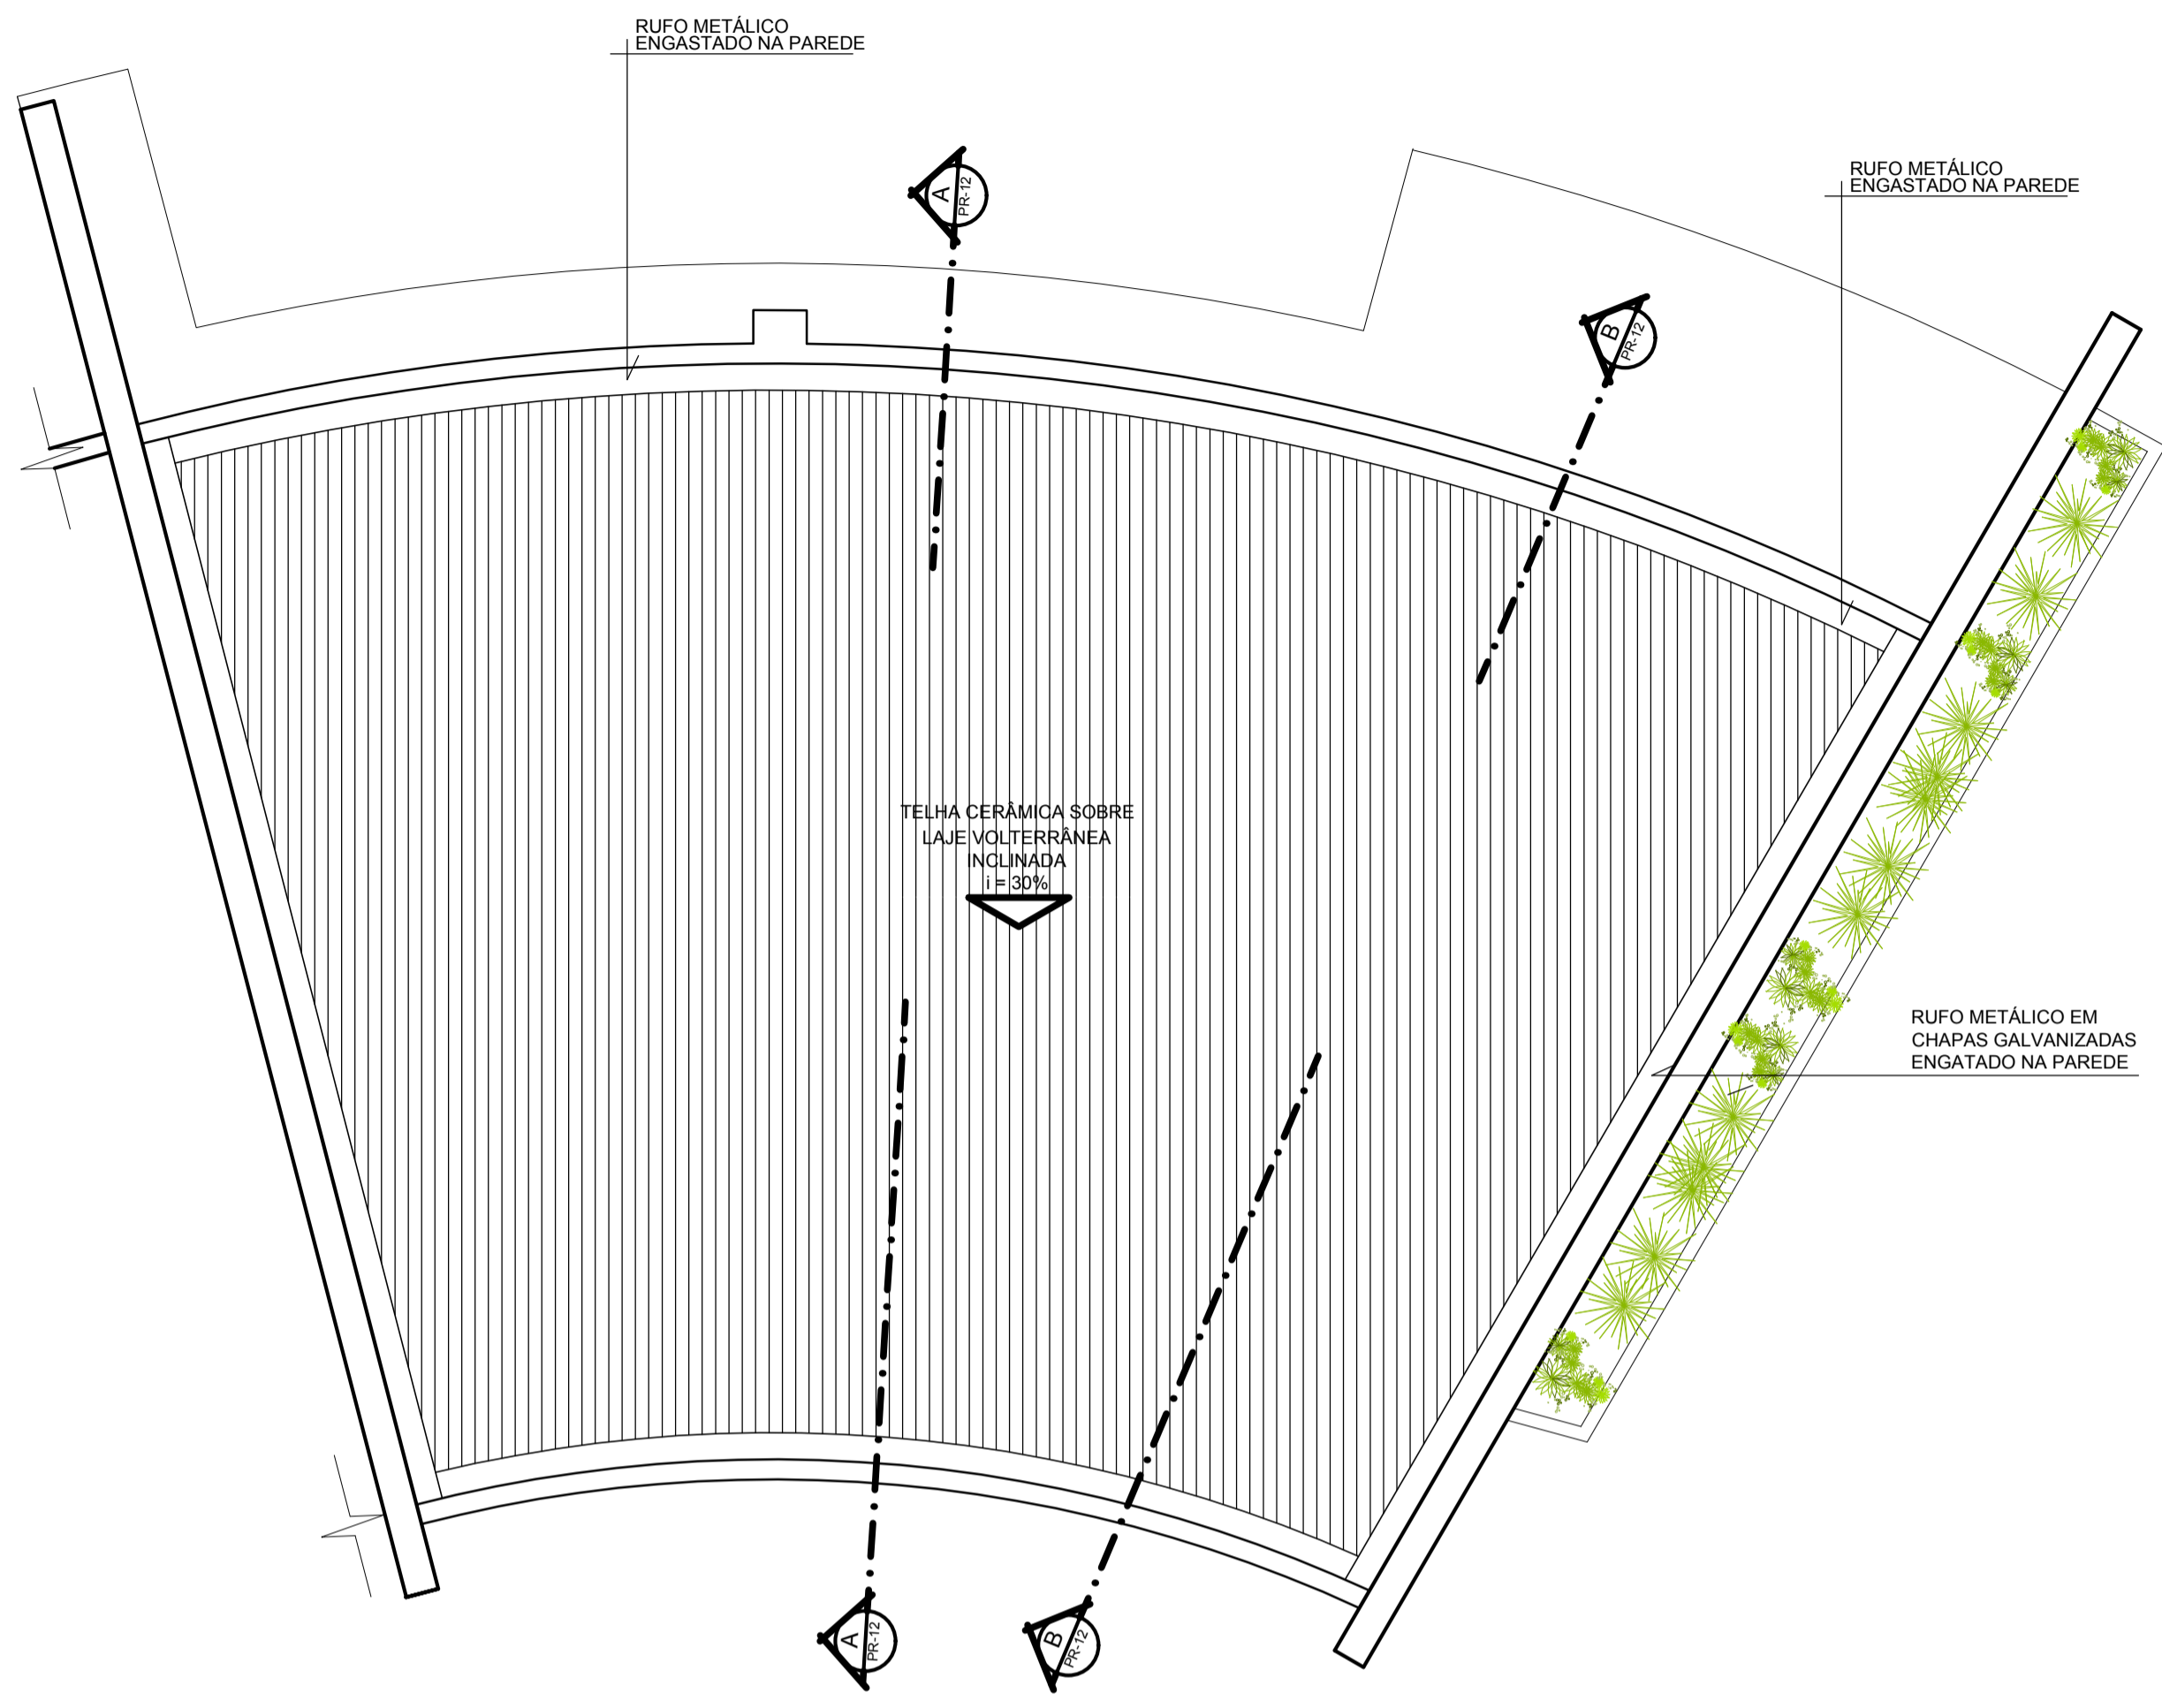 RUFO METÁLICO
ENGASTADO NA PAREDE
RUFO METÁLICO
ENGASTADO NA PAREDE
A
PR-12
B
PR-12
TELHA CERÂMICA SOBRE
LAJE VOLTERRÂNEA
INCLINADA
i = 30%
RUFO METÁLICO EM
CHAPAS GALVANIZADAS
ENGATADO NA PAREDE
A
PR-12
B
PR-12